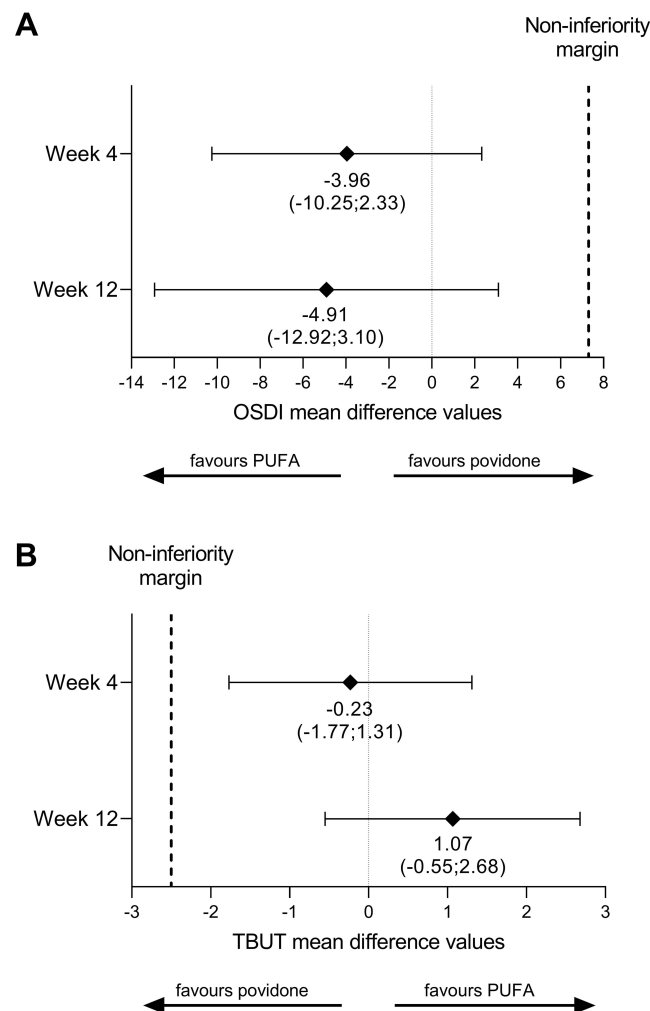 A
Non-inferiority
margin
Week 4
-3.96
(-10.25;2.33)
Week 12
-4.91
(-12.92;3.10)
-14 -12 -10 -8 -6 -4 -2 0 2 4 6 8
OSDI mean difference values
favours PUFA favours povidone
B
Non-inferiority
margin
Week 4
-0.23
(-1.77;1.31)
Week 12
1.07
(-0.55;2.68)
-3 -2 -1 0 1 2 3
TBUT mean difference values
favours povidone favours PUFA